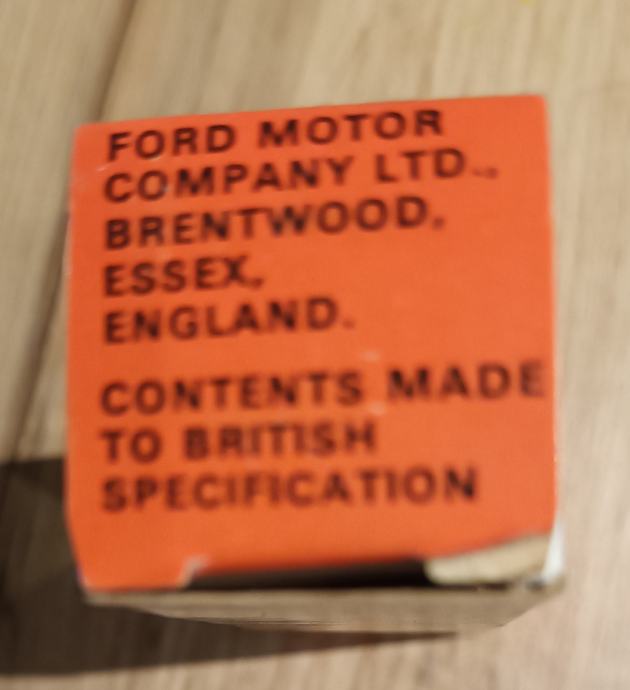 FORD MOTOR
COMPANY LTD.,
BRENTWOOD,
ESSEX,
ENGLAND.
CONTENTS MADE
TO BRITISH
SPECIFICATION